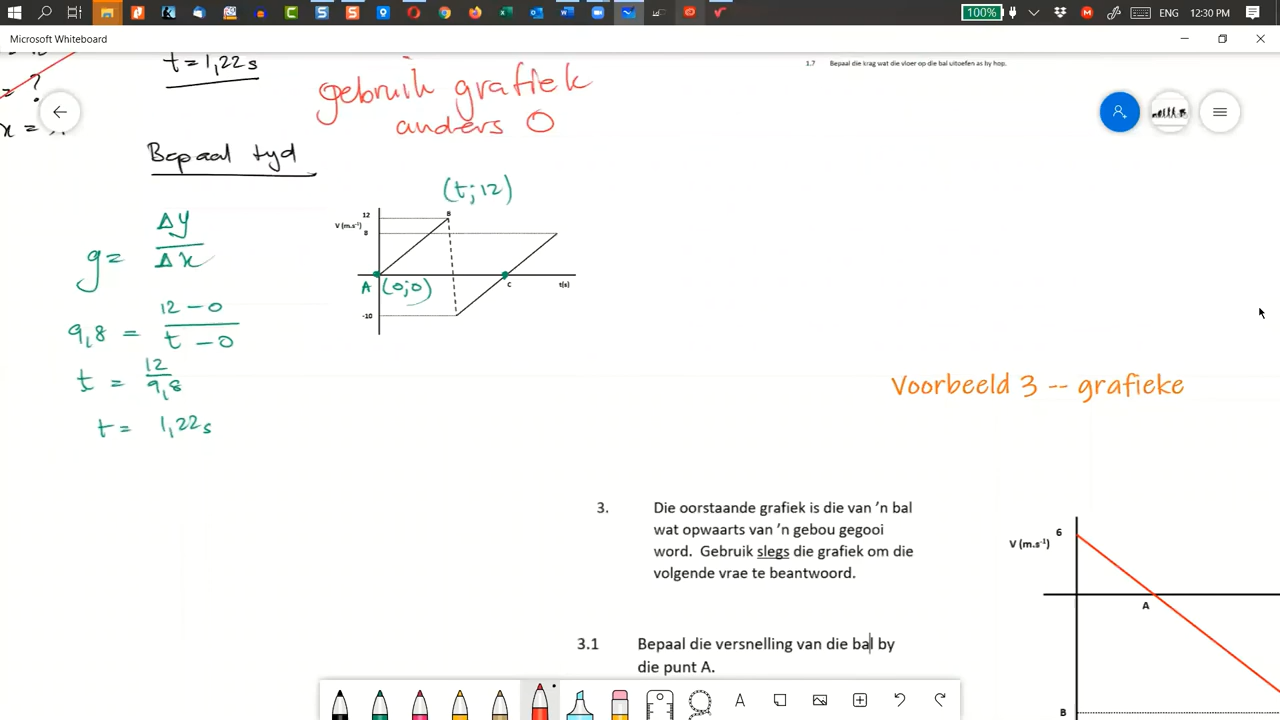 100%
ENG
12:30 PM
Microsoft Whiteboard
t = 1,22s
= ?
x =
gebruik grafiek
anders 0
1.7 Bepaal die krag wat die vloer op die bal uitoefen as hy hop.
Bepaal tyd
(t; 12)
12
B
V (m.s⁻¹)
8
A (0;0)
C
t(s)
-10
g = Δy / Δx
9,8 = 12 - 0 / t - 0
t = 12 / 9,8
t = 1,22s
Voorbeeld 3 -- grafieke
3. Die oorstaande grafiek is die van 'n bal
wat opwaarts van 'n gebou gegooi
word. Gebruik slegs die grafiek om die
volgende vrae te beantwoord.
3.1 Bepaal die versnelling van die bal by
die punt A.
6
V (m.s⁻¹)
A
B
A